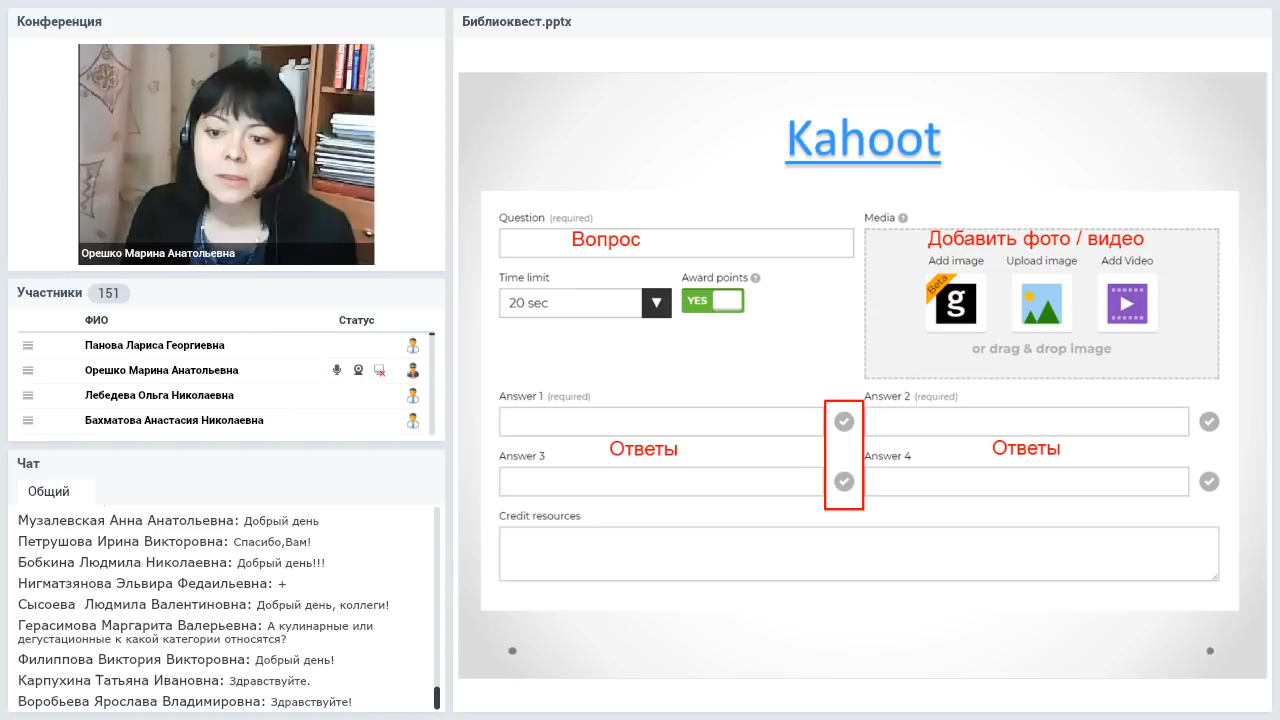 Конференция
Орешко Марина Анатольевна
Участники 151
ФИО Статус
Панова Лариса Георгиевна
Орешко Марина Анатольевна
Лебедева Ольга Николаевна
Бахматова Анастасия Николаевна
Чат
Общий
Музалевская Анна Анатольевна: Добрый день
Петрушова Ирина Викторовна: Спасибо,Вам!
Бобкина Людмила Николаевна: Добрый день!!!
Нигматзянова Эльвира Федаильевна: +
Сысоева Людмила Валентиновна: Добрый день, коллеги!
Герасимова Маргарита Валерьевна: А кулинарные или
дегустационные к какой категории относятся?
Филиппова Виктория Викторовна: Добрый день!
Карпухина Татьяна Ивановна: Здравствуйте.
Воробьева Ярослава Владимировна: Здравствуйте!
Библиоквест.pptx
Kahoot
Question (required)
Вопрос
Time limit
20 sec
Award points ?
YES
Media ?
Добавить фото / видео
Add image Upload image Add Video
Beta
g
or drag & drop image
Answer 1 (required)
Answer 2 (required)
Ответы
Ответы
Answer 3
Answer 4
Credit resources